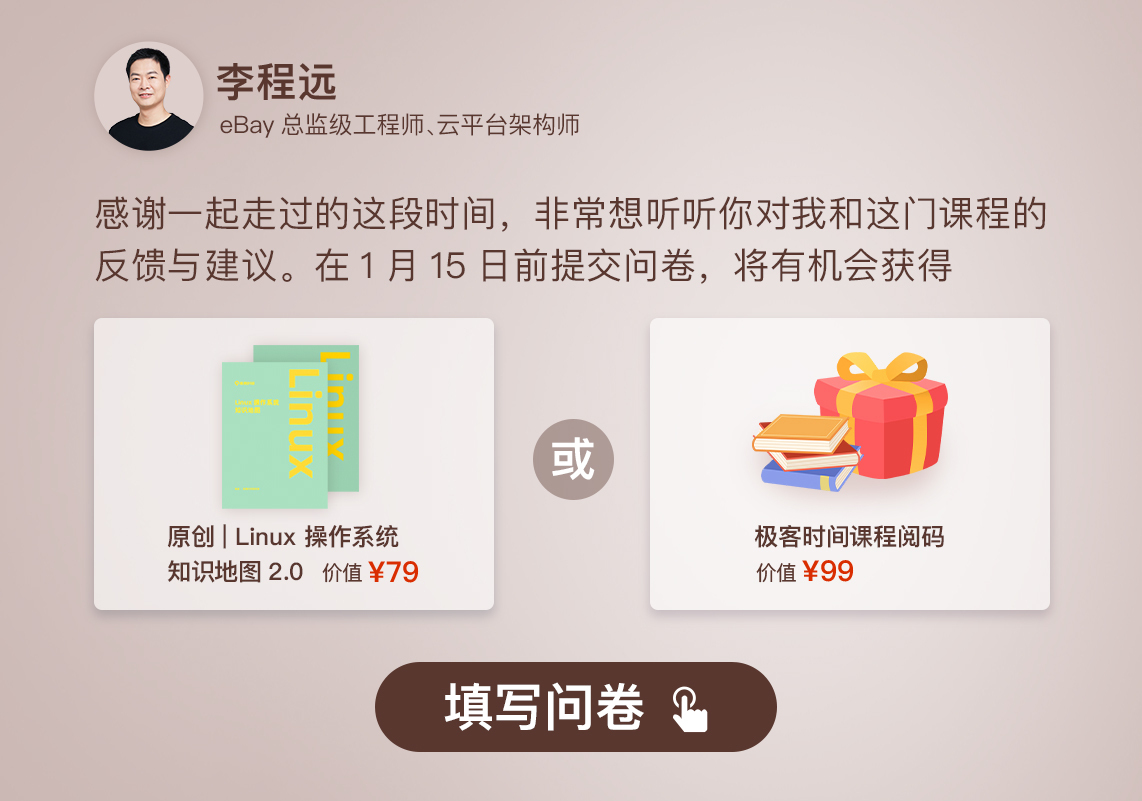 李程远
eBay 总监级工程师、云平台架构师
感谢一起走过的这段时间，非常想听听你对我和这门课程的
反馈与建议。在 1 月 15 日前提交问卷，将有机会获得
Linux
Linux
或
原创 | Linux 操作系统
知识地图 2.0 价值 ¥79
极客时间课程阅码
价值 ¥99
填写问卷